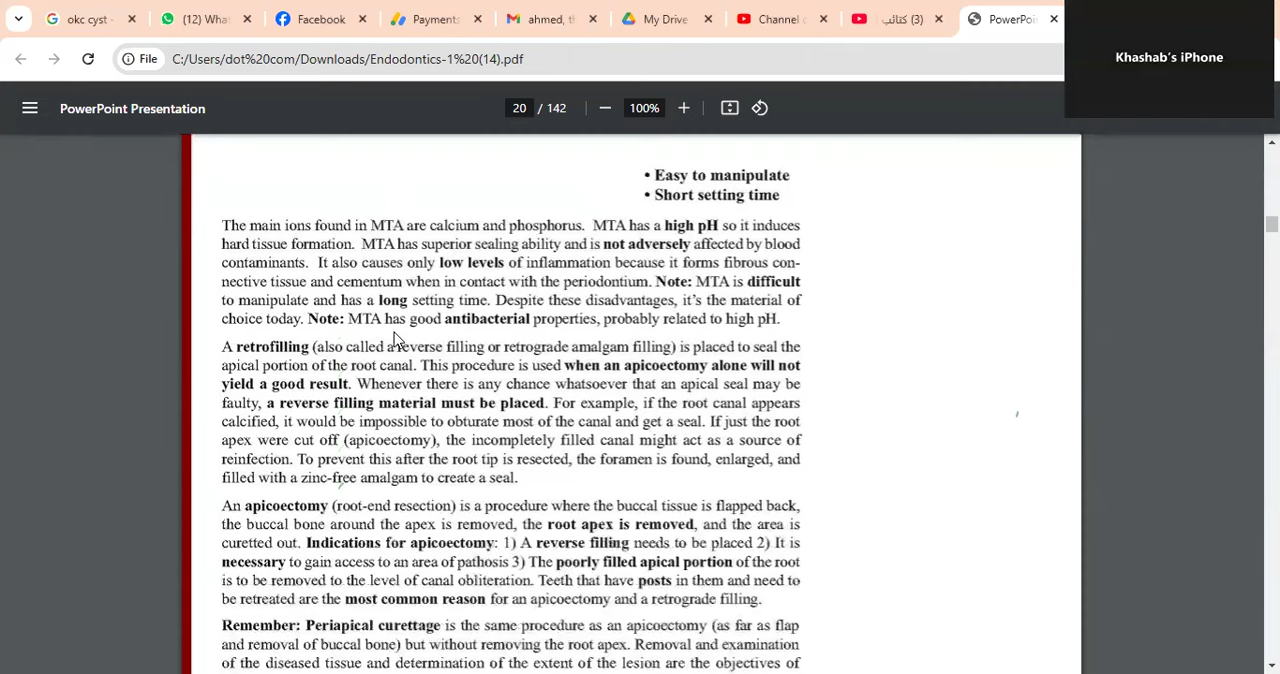 okc cyst -
(12) Wha
Facebook
Payments
ahmed, t
My Drive
Channel
(3) كتائب
PowerPoi
Khashab's iPhone
File
C:/Users/dot%20com/Downloads/Endodontics-1%20(14).pdf
PowerPoint Presentation
20 / 142
100%
• Easy to manipulate
• Short setting time
The main ions found in MTA are calcium and phosphorus. MTA has a high pH so it induces
hard tissue formation. MTA has superior sealing ability and is not adversely affected by blood
contaminants. It also causes only low levels of inflammation because it forms fibrous con-
nective tissue and cementum when in contact with the periodontium. Note: MTA is difficult
to manipulate and has a long setting time. Despite these disadvantages, it's the material of
choice today. Note: MTA has good antibacterial properties, probably related to high pH.
A retrofilling (also called a reverse filling or retrograde amalgam filling) is placed to seal the
apical portion of the root canal. This procedure is used when an apicoectomy alone will not
yield a good result. Whenever there is any chance whatsoever that an apical seal may be
faulty, a reverse filling material must be placed. For example, if the root canal appears
calcified, it would be impossible to obturate most of the canal and get a seal. If just the root
apex were cut off (apicoectomy), the incompletely filled canal might act as a source of
reinfection. To prevent this after the root tip is resected, the foramen is found, enlarged, and
filled with a zinc-free amalgam to create a seal.
An apicoectomy (root-end resection) is a procedure where the buccal tissue is flapped back,
the buccal bone around the apex is removed, the root apex is removed, and the area is
curetted out. Indications for apicoectomy: 1) A reverse filling needs to be placed 2) It is
necessary to gain access to an area of pathosis 3) The poorly filled apical portion of the root
is to be removed to the level of canal obliteration. Teeth that have posts in them and need to
be retreated are the most common reason for an apicoectomy and a retrograde filling.
Remember: Periapical curettage is the same procedure as an apicoectomy (as far as flap
and removal of buccal bone) but without removing the root apex. Removal and examination
of the diseased tissue and determination of the extent of the lesion are the objectives of